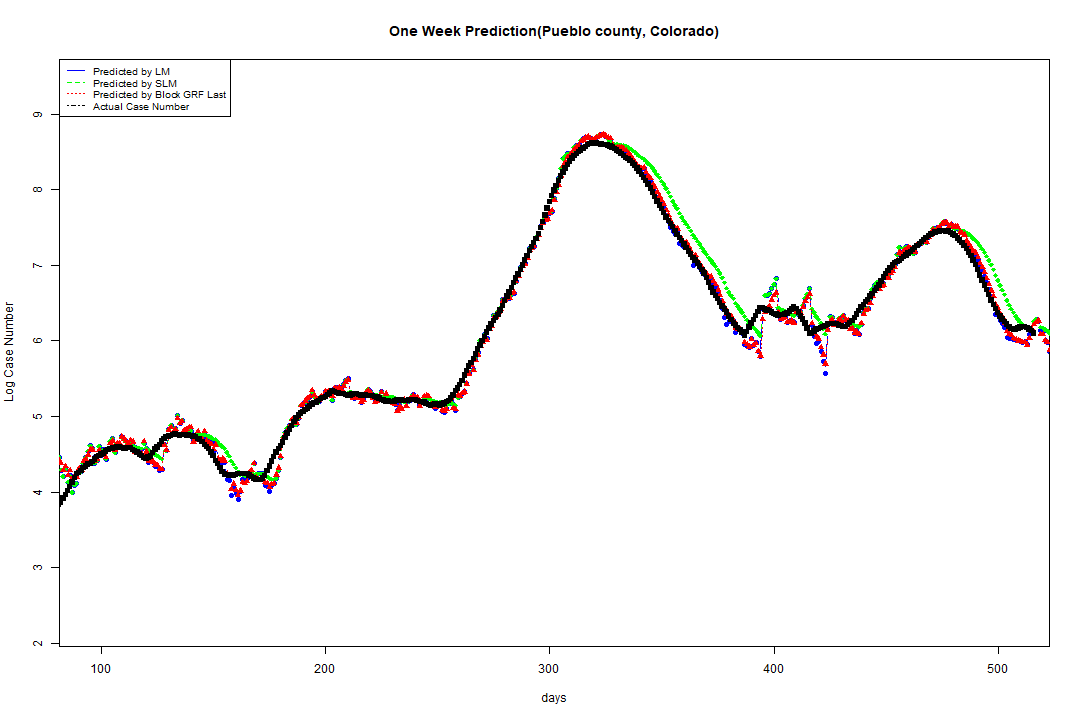 One Week Prediction(Pueblo county, Colorado)
Predicted by LM
Predicted by SLM
Predicted by Block GRF Last
Actual Case Number
9
8
7
6
5
4
3
2
Log Case Number
100 200 300 400 500
days